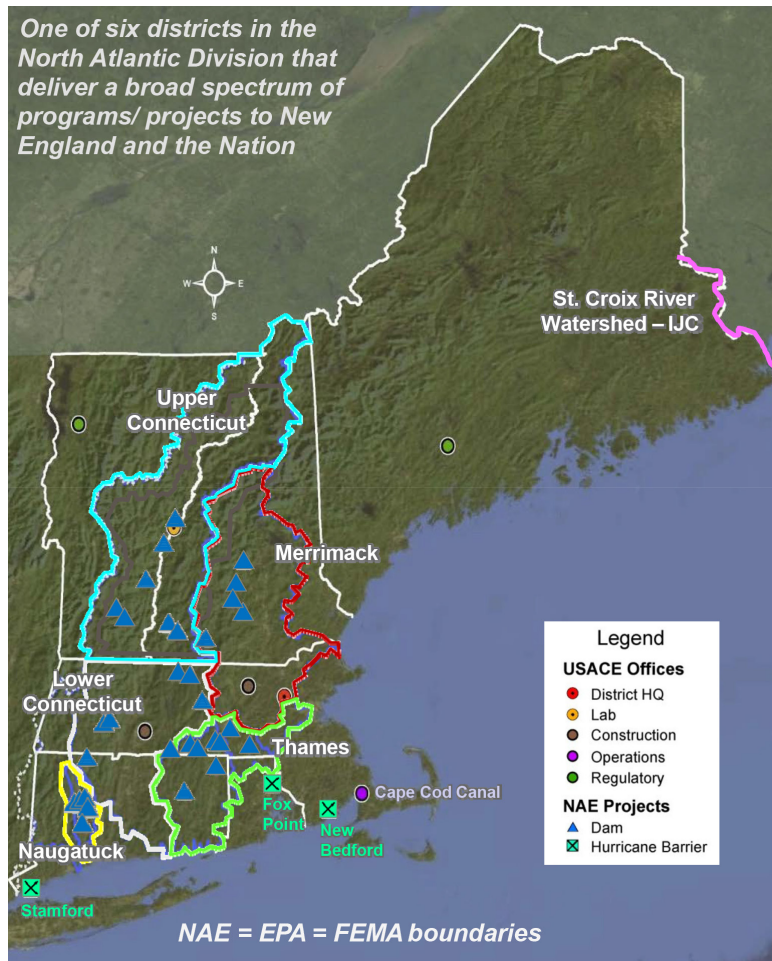 One of six districts in the
North Atlantic Division that
deliver a broad spectrum of
programs/ projects to New
England and the Nation
N
W
E
S
St. Croix River
Watershed – IJC
Upper
Connecticut
Merrimack
Lower
Connecticut
Thames
Naugatuck
Fox
Point
New
Bedford
Cape Cod Canal
Stamford
Legend
USACE Offices
District HQ
Lab
Construction
Operations
Regulatory
NAE Projects
Dam
Hurricane Barrier
NAE = EPA = FEMA boundaries